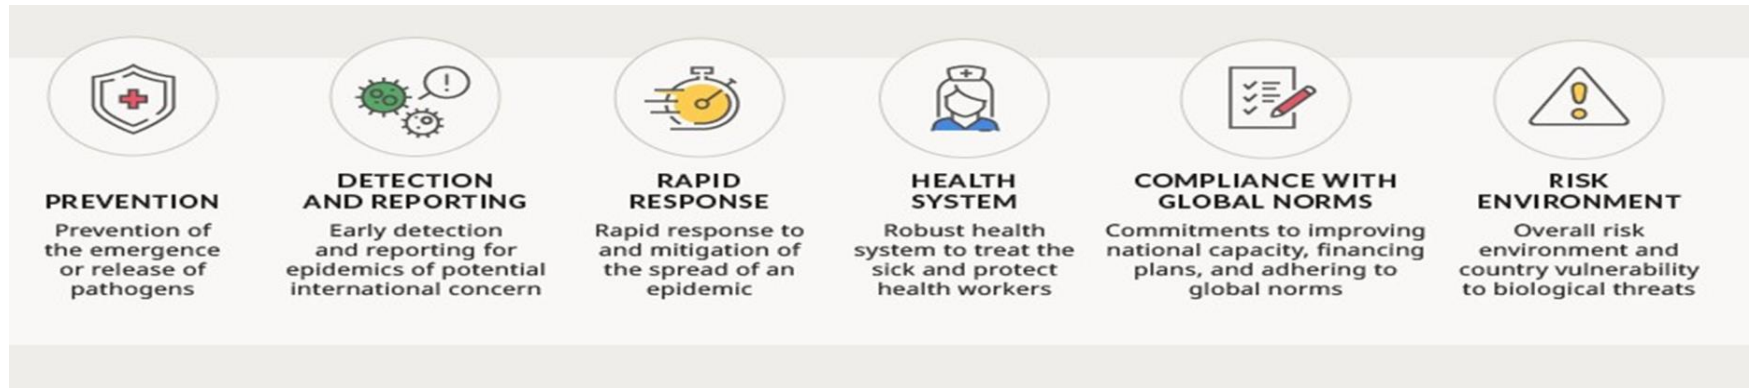 PREVENTION
Prevention of
the emergence
or release of
pathogens
DETECTION
AND REPORTING
Early detection
and reporting for
epidemics of potential
international concern
RAPID
RESPONSE
Rapid response to
and mitigation of
the spread of an
epidemic
HEALTH
SYSTEM
Robust health
system to treat the
sick and protect
health workers
COMPLIANCE WITH
GLOBAL NORMS
Commitments to improving
national capacity, financing
plans, and adhering to
global norms
RISK
ENVIRONMENT
Overall risk
environment and
country vulnerability
to biological threats